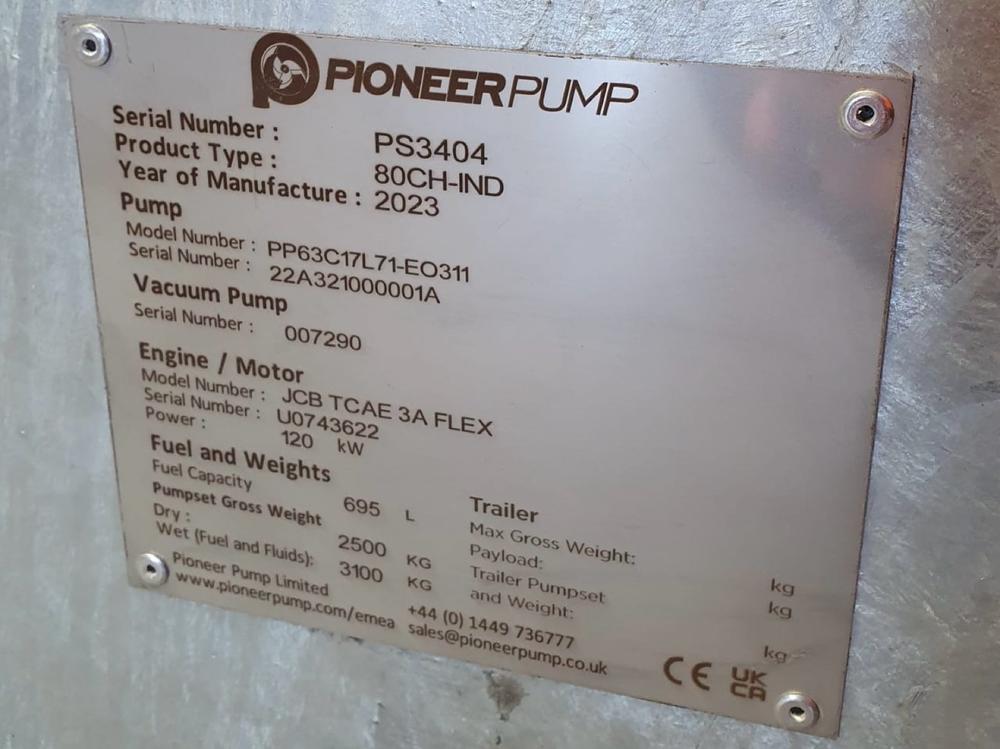 PIONEERPUMP
Serial Number : PS3404
Product Type : 80CH-IND
Year of Manufacture : 2023
Pump
Model Number : PP63C17L71-EO311
Serial Number : 22A321000001A
Vacuum Pump
Serial Number : 007290
Engine / Motor
Model Number : JCB TCAE 3A FLEX
Serial Number : U0743622
Power : 120 kW
Fuel and Weights
Fuel Capacity 695 L
Pumpset Gross Weight
Dry : 2500 KG
Wet (Fuel and Fluids): 3100 KG
Trailer
Max Gross Weight: kg
Payload: kg
Trailer Pumpset
and Weight: kg
Pioneer Pump Limited +44 (0) 1449 736777
www.pioneerpump.com/emea sales@pioneerpump.co.uk
CE UK
CA